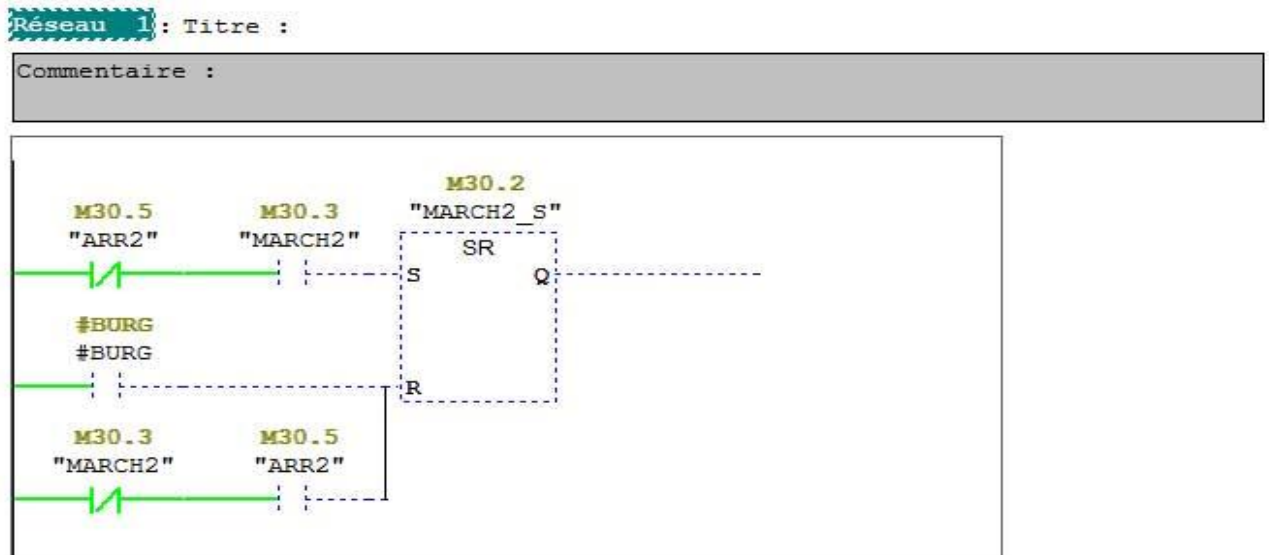 Réseau 1: Titre :
Commentaire :
M30.2
M30.5 M30.3 "MARCH2_S"
"ARR2" "MARCH2" SR
S Q
#BURG
#BURG
R
M30.3 M30.5
"MARCH2" "ARR2"